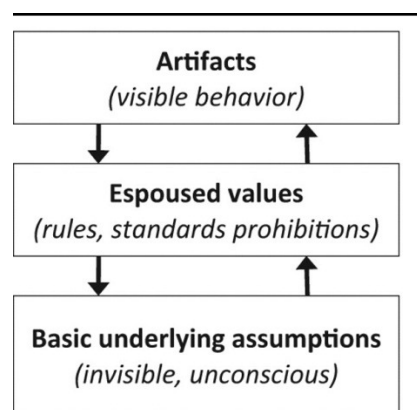 Artifacts
(visible behavior)
Espoused values
(rules, standards prohibitions)
Basic underlying assumptions
(invisible, unconscious)